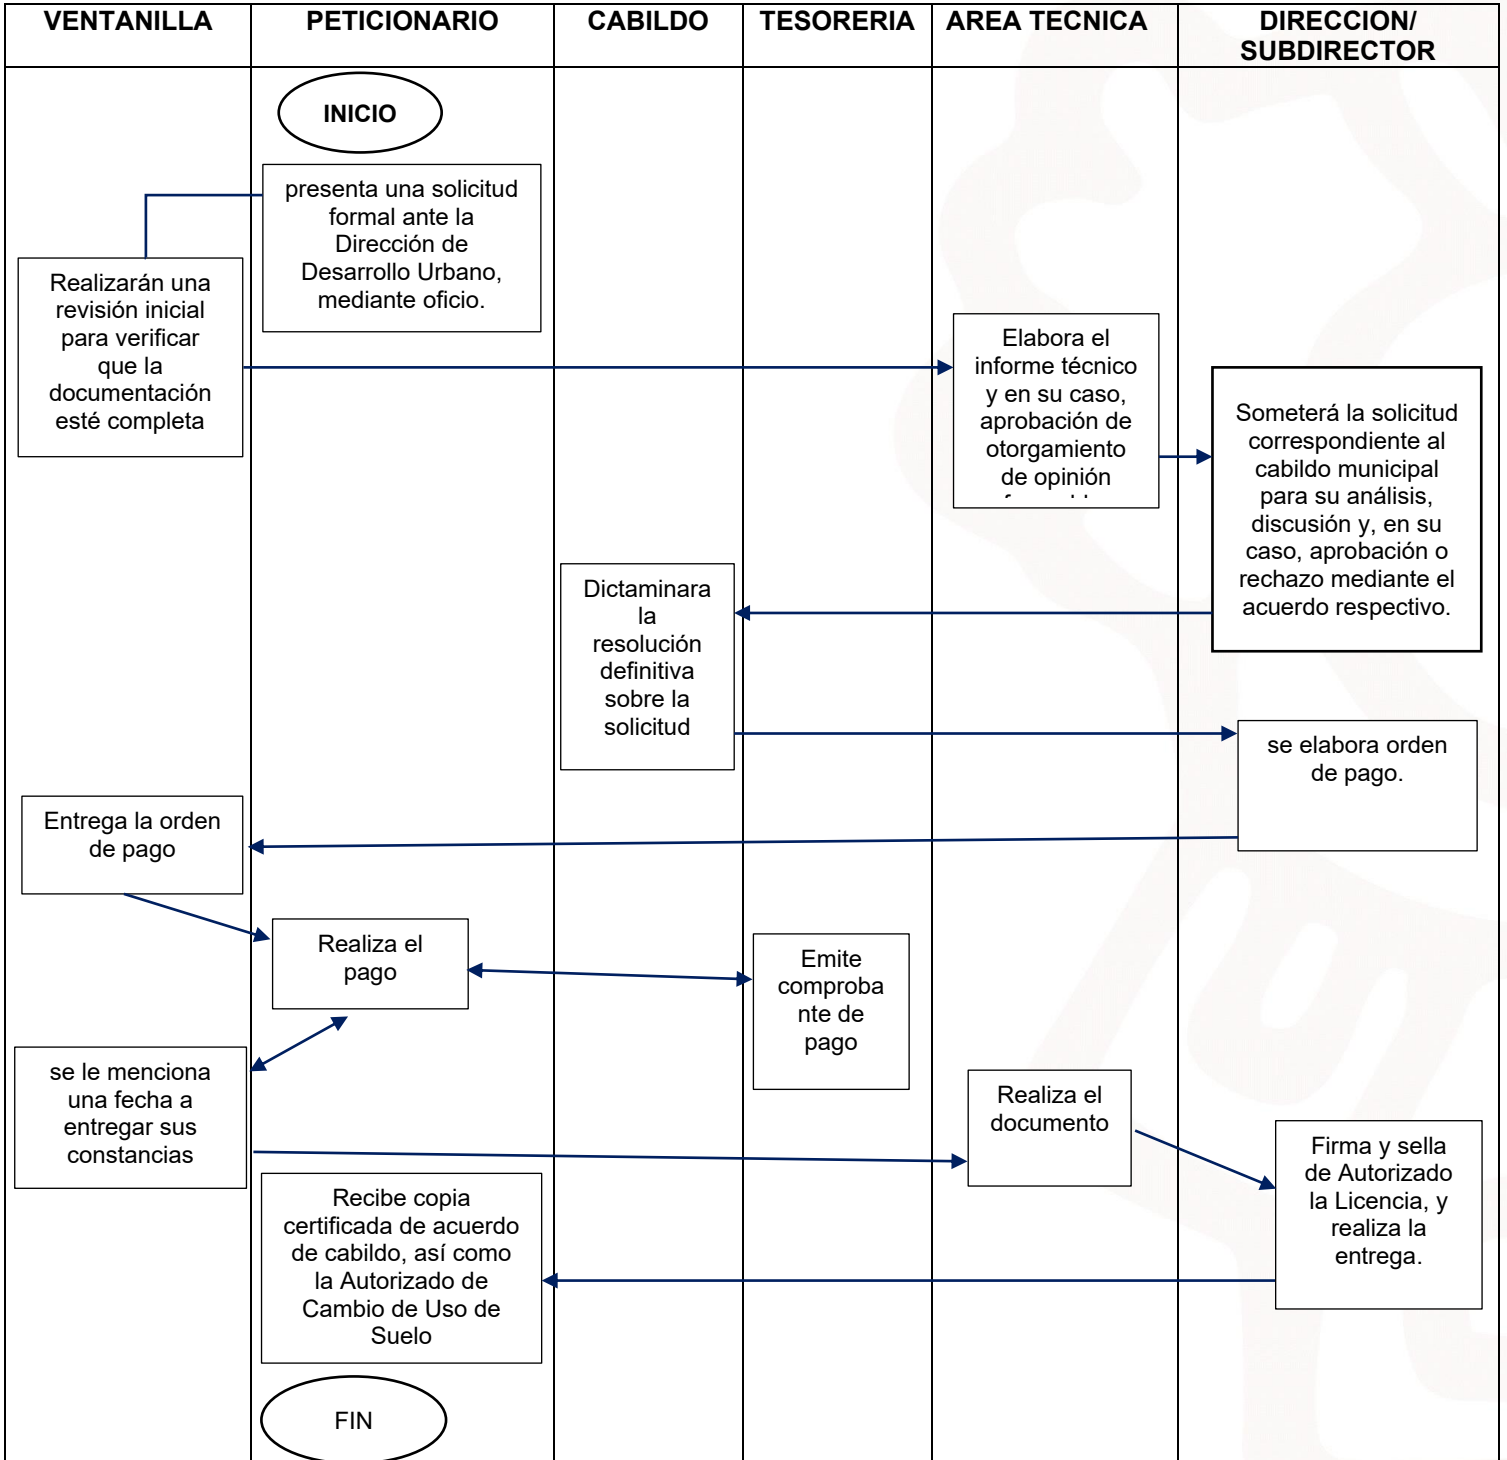 VENTANILLA
PETICIONARIO
CABILDO
TESORERIA
AREA TECNICA
DIRECCION/
SUBDIRECTOR
INICIO
presenta una solicitud
formal ante la
Dirección de
Desarrollo Urbano,
mediante oficio.
Realizarán una
revisión inicial
para verificar
que la
documentación
esté completa
Elabora el
informe técnico
y en su caso,
aprobación de
otorgamiento
de opinión
Someterá la solicitud
correspondiente al
cabildo municipal
para su análisis,
discusión y, en su
caso, aprobación o
rechazo mediante el
acuerdo respectivo.
Dictaminara
la
resolución
definitiva
sobre la
solicitud
se elabora orden
de pago.
Entrega la orden
de pago
Realiza el
pago
Emite
comproba
nte de
pago
se le menciona
una fecha a
entregar sus
constancias
Realiza el
documento
Firma y sella
de Autorizado
la Licencia, y
realiza la
entrega.
Recibe copia
certificada de acuerdo
de cabildo, así como
la Autorizado de
Cambio de Uso de
Suelo
FIN